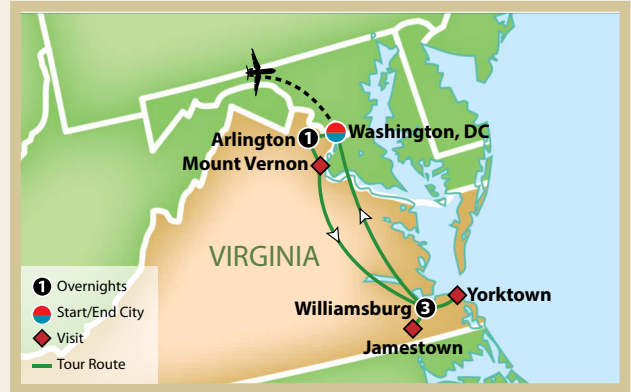 Arlington
1
Washington, DC
Mount Vernon
VIRGINIA
1 Overnights
Start/End City
Visit
Tour Route
Williamsburg
3
Yorktown
Jamestown